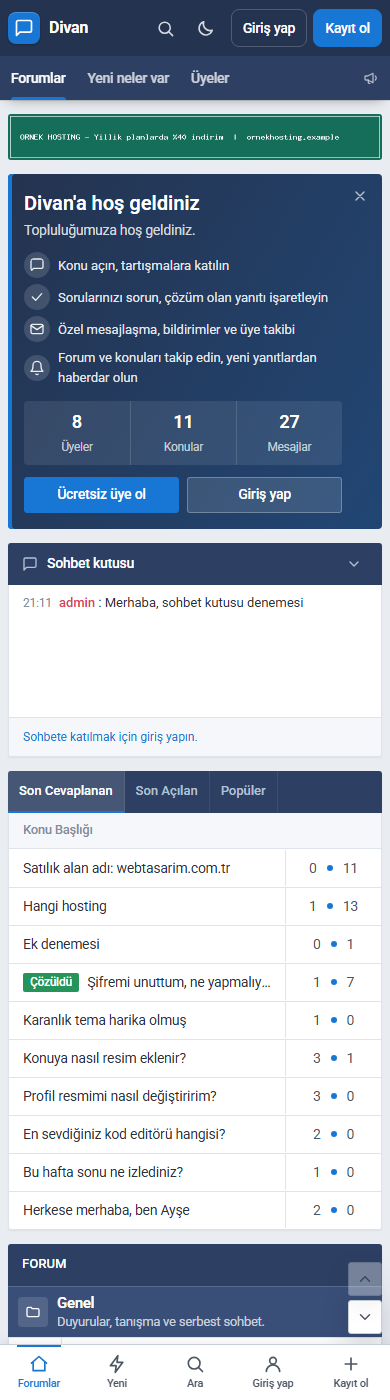 Divan
Giriş yap
Kayıt ol
Forumlar
Yeni neler var
Üyeler
ORNEK HOSTING - Yillik planlarda %40 indirim | ornekhosting.example
Divan'a hoş geldiniz
Topluluğumuza hoş geldiniz.
Konu açın, tartışmalara katılın
Sorularınızı sorun, çözüm olan yanıtı işaretleyin
Özel mesajlaşma, bildirimler ve üye takibi
Forum ve konuları takip edin, yeni yanıtlardan
haberdar olun
8 11 27
Üyeler Konular Mesajlar
Ücretsiz üye ol
Giriş yap
Sohbet kutusu
21:11 admin : Merhaba, sohbet kutusu denemesi
Sohbete katılmak için giriş yapın.
Son Cevaplanan
Son Açılan
Popüler
Konu Başlığı
Satılık alan adı: webtasarim.com.tr 0 • 11
Hangi hosting 1 • 13
Ek denemesi 0 • 1
Çözüldü Şifremi unuttum, ne yapmalıy... 1 • 7
Karanlık tema harika olmuş 1 • 0
Konuya nasıl resim eklenir? 3 • 1
Profil resmimi nasıl değiştiririm? 3 • 0
En sevdiğiniz kod editörü hangisi? 2 • 0
Bu hafta sonu ne izlediniz? 1 • 0
Herkese merhaba, ben Ayşe 2 • 0
FORUM
Genel
Duyurular, tanışma ve serbest sohbet.
Forumlar
Yeni
Ara
Giriş yap
Kayıt ol